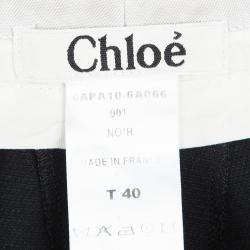 Chloé
6APA10-6A066
001
NOIR
MADE IN FRANCE
T 40